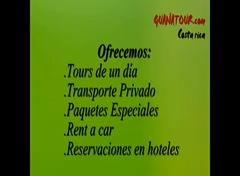 GUANATOUR.com
Costa rica
Ofrecemos:
.Tours de un día
.Transporte Privado
.Paquetes Especiales
.Rent a car
.Reservaciones en hoteles